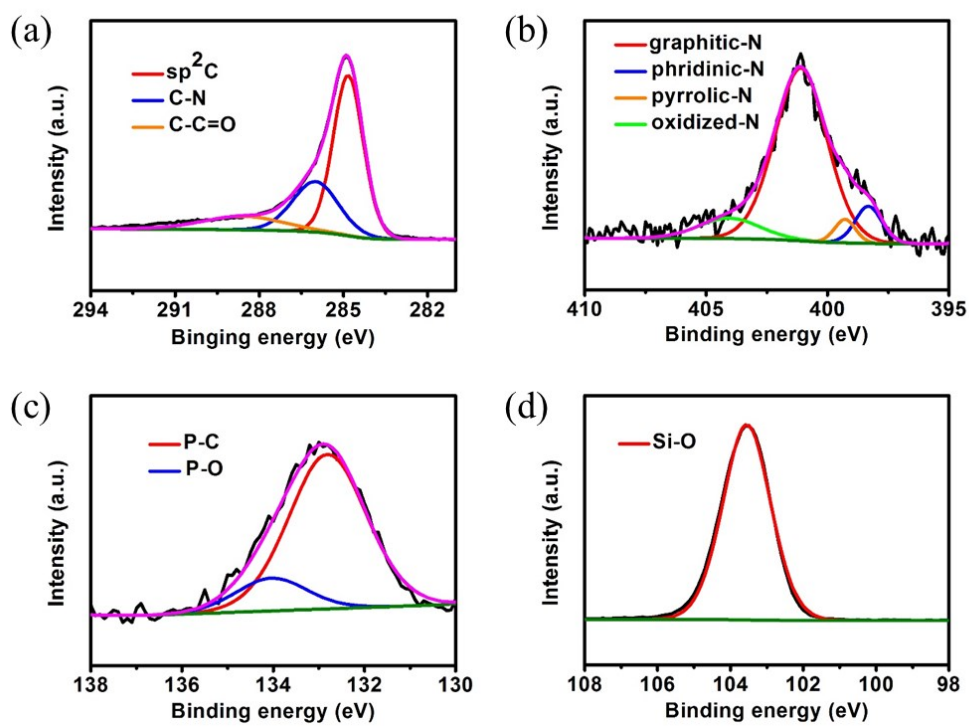 (a)
sp²C
C-N
C-C=O
Intensity (a.u.)
294 291 288 285 282
Binging energy (eV)
(b)
graphitic-N
phridinic-N
pyrrolic-N
oxidized-N
Intensity (a.u.)
410 405 400 395
Binding energy (eV)
(c)
P-C
P-O
Intensity (a.u.)
138 136 134 132 130
Binding energy (eV)
(d)
Si-O
Intensity (a.u.)
108 106 104 102 100 98
Binding energy (eV)